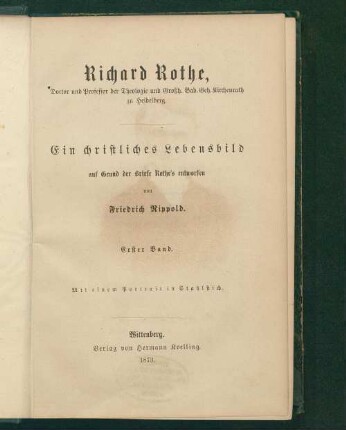 Richard Rothe,
Doctor und Professor der Theologie und Großh. Bad. Geh. Kirchenrath
zu Heidelberg.
Ein christliches Lebensbild
auf Grund der Briefe Rothe's entworfen
von
Friedrich Nippold.
Erster Band.
Mit einem Portrait in Stahlstich.
Wittenberg.
Verlag von Hermann Koelling.
1873.